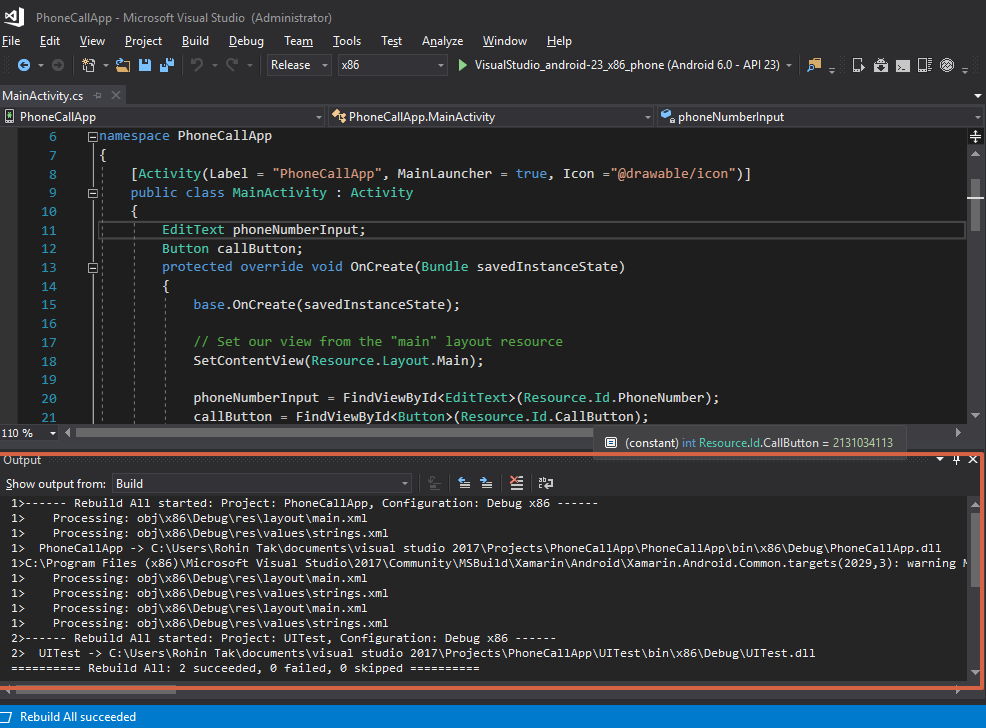 PhoneCallApp - Microsoft Visual Studio  (Administrator)
File Edit View Project Build Debug Team Tools Test Analyze Window Help
Release x86 VisualStudio_android-23_x86_phone (Android 6.0 - API 23)
MainActivity.cs
PhoneCallApp PhoneCallApp.MainActivity phoneNumberInput
6 namespace PhoneCallApp
7 {
8 [Activity(Label = "PhoneCallApp", MainLauncher = true, Icon ="@drawable/icon")]
9 public class MainActivity : Activity
10 {
11 EditText phoneNumberInput;
12 Button callButton;
13 protected override void OnCreate(Bundle savedInstanceState)
14 {
15 base.OnCreate(savedInstanceState);
16
17 // Set our view from the "main" layout resource
18 SetContentView(Resource.Layout.Main);
19
20 phoneNumberInput = FindViewById<EditText>(Resource.Id.PhoneNumber);
21 callButton = FindViewById<Button>(Resource.Id.CallButton);
110 %
(constant) int Resource.Id.CallButton = 2131034113
Output
Show output from: Build
1>------ Rebuild All started: Project: PhoneCallApp, Configuration: Debug x86 ------
1>    Processing: obj\x86\Debug\res\layout\main.xml
1>    Processing: obj\x86\Debug\res\values\strings.xml
1>  PhoneCallApp -> C:\Users\Rohin Tak\documents\visual studio 2017\Projects\PhoneCallApp\PhoneCallApp\bin\x86\Debug\PhoneCallApp.dll
1>C:\Program Files (x86)\Microsoft Visual Studio\2017\Community\MSBuild\Xamarin\Android\Xamarin.Android.Common.targets(2029,3): warning
1>    Processing: obj\x86\Debug\res\layout\main.xml
1>    Processing: obj\x86\Debug\res\values\strings.xml
1>    Processing: obj\x86\Debug\res\layout\main.xml
1>    Processing: obj\x86\Debug\res\values\strings.xml
2>------ Rebuild All started: Project: UITest, Configuration: Debug x86 ------
2>  UITest -> C:\Users\Rohin Tak\documents\visual studio 2017\Projects\PhoneCallApp\UITest\bin\x86\Debug\UITest.dll
========== Rebuild All: 2 succeeded, 0 failed, 0 skipped ==========
Rebuild All succeeded